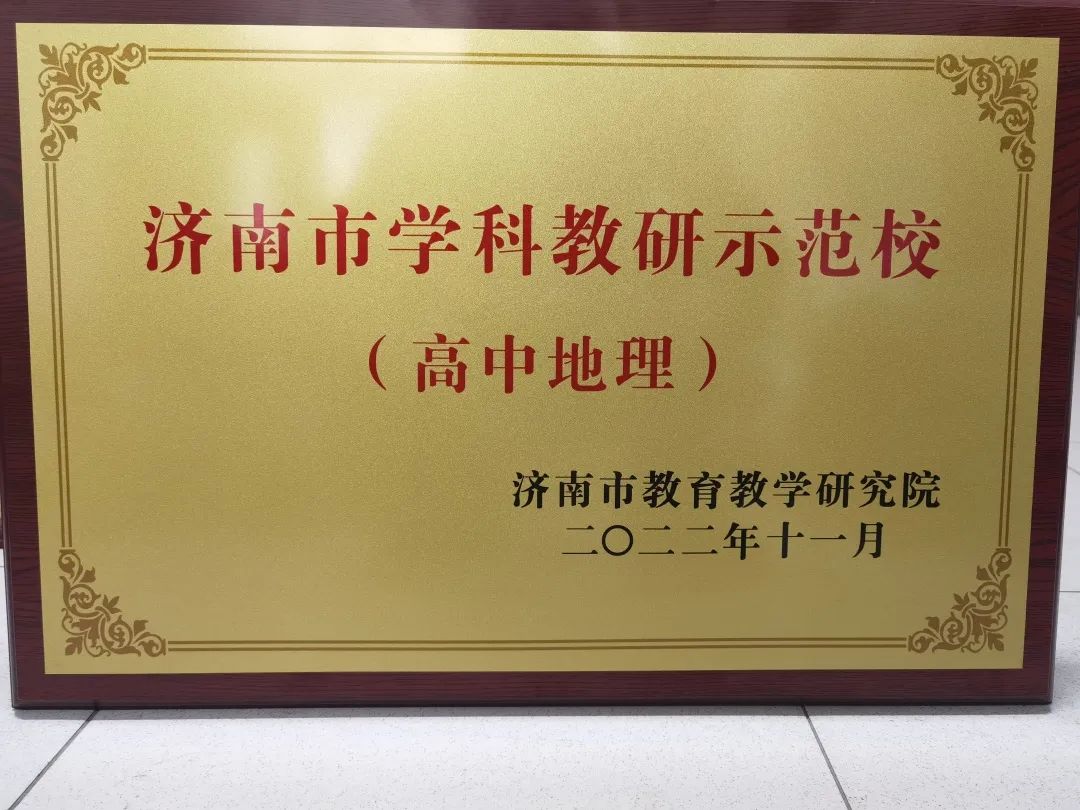 济南市学科教研示范校
（高中地理）
济南市教育教学研究院
二〇二二年十一月